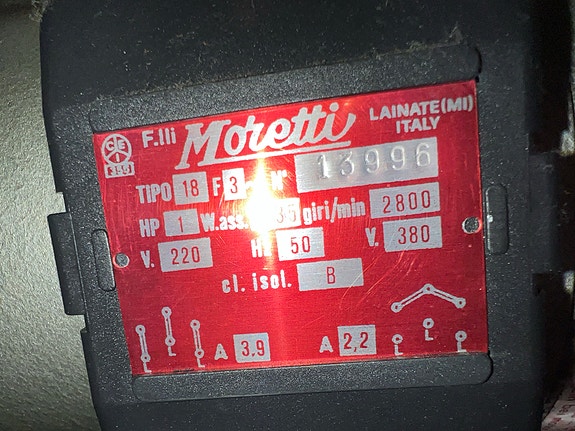 F.lli Moretti LAINATE(MI)
ITALY
CEI
TIPO 18 F 3 N° 13996
HP 1 W.ass. giri/min 2800
V. 220 H 50 V. 380
cl. isol. B
L L L A 3,9 A 2,2 L L L